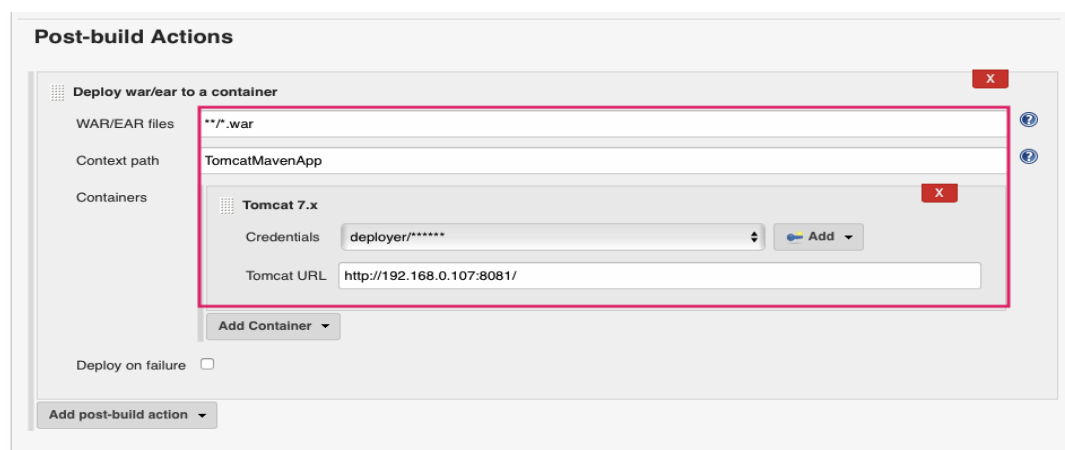 Post-build Actions
X
Deploy war/ear to a container
WAR/EAR files **/*.war
Context path TomcatMavenApp
Containers
X
Tomcat 7.x
Credentials deployer/****** Add
Tomcat URL http://192.168.0.107:8081/
Add Container
Deploy on failure
Add post-build action